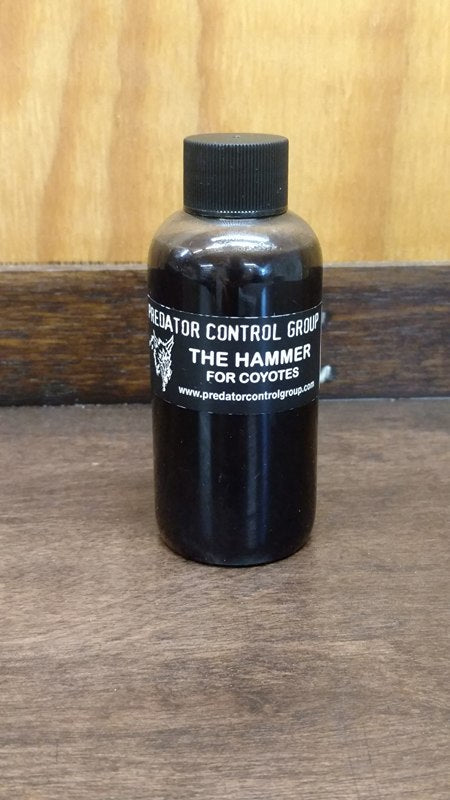 PREDATOR CONTROL GROUP
THE HAMMER
FOR COYOTES
www.predatorcontrolgroup.com